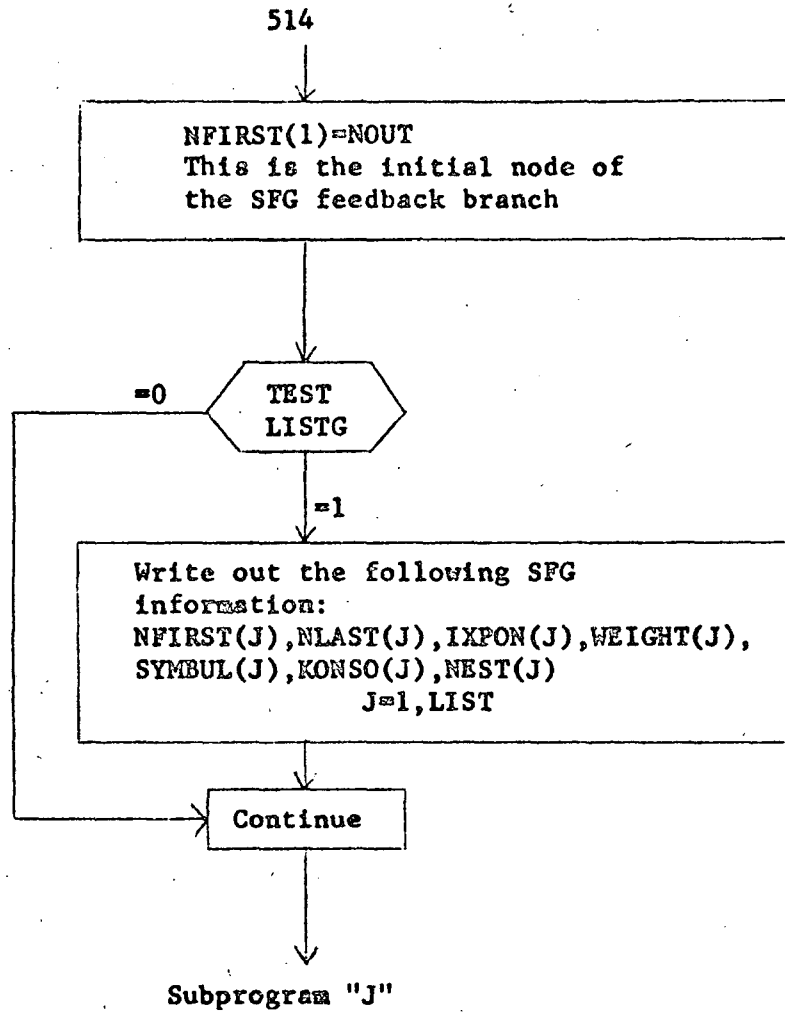 514
NFIRST(1)=NOUT
This is the initial node of
the SFG feedback branch
=0
TEST
LISTG
=1
Write out the following SFG
information:
NFIRST(J),NLAST(J),IXPON(J),WEIGHT(J),
SYMBUL(J),KONSO(J),NEST(J)
J=1,LIST
Continue
Subprogram "J"